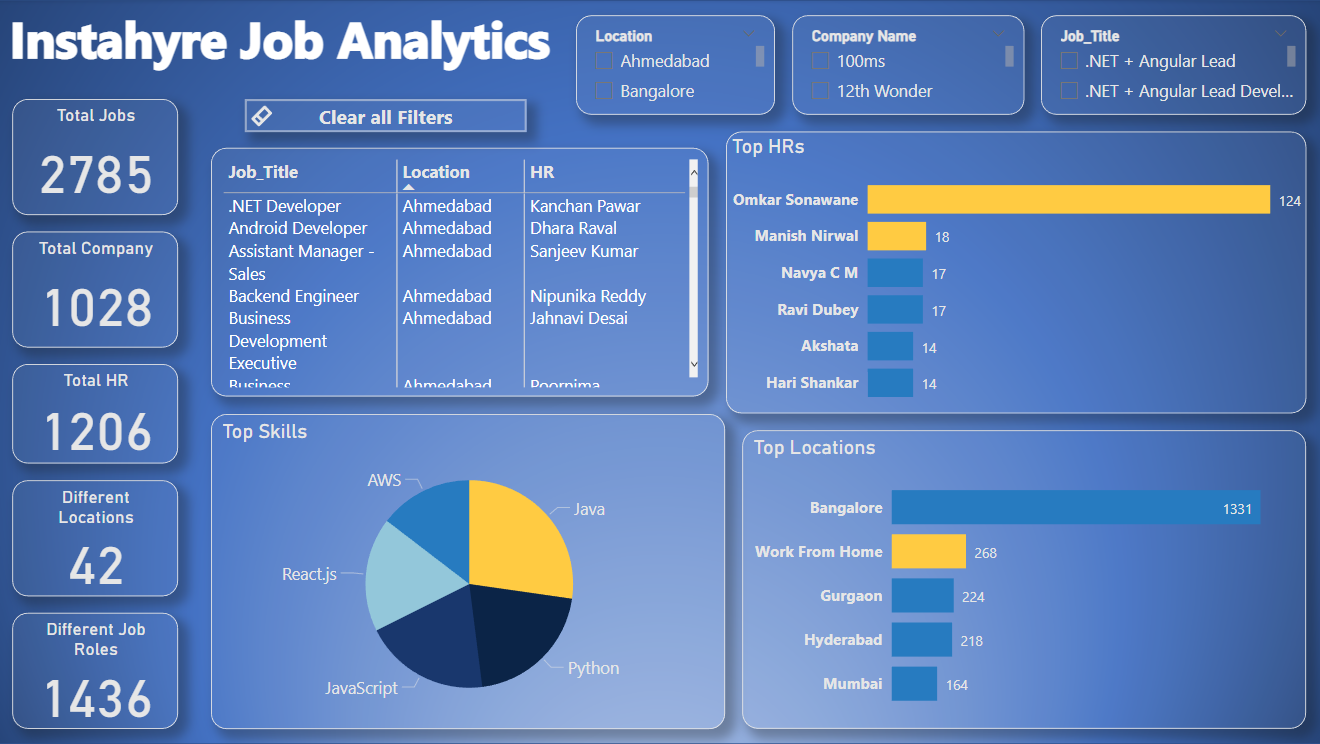 Instahyre Job Analytics
Location
Ahmedabad
Bangalore
Company Name
100ms
12th Wonder
Job_Title
.NET + Angular Lead
.NET + Angular Lead Devel...
Total Jobs
2785
Total Company
1028
Total HR
1206
Different
Locations
42
Different Job
Roles
1436
Clear all Filters
Job_Title Location HR
.NET Developer Ahmedabad Kanchan Pawar
Android Developer Ahmedabad Dhara Raval
Assistant Manager - Ahmedabad Sanjeev Kumar
Sales
Backend Engineer Ahmedabad Nipunika Reddy
Business Ahmedabad Jahnavi Desai
Development
Executive
Business Ahmedabad Poornima
Top HRs
Omkar Sonawane 124
Manish Nirwal 18
Navya C M 17
Ravi Dubey 17
Akshata 14
Hari Shankar 14
Top Skills
AWS
Java
React.js
Python
JavaScript
Top Locations
Bangalore 1331
Work From Home 268
Gurgaon 224
Hyderabad 218
Mumbai 164